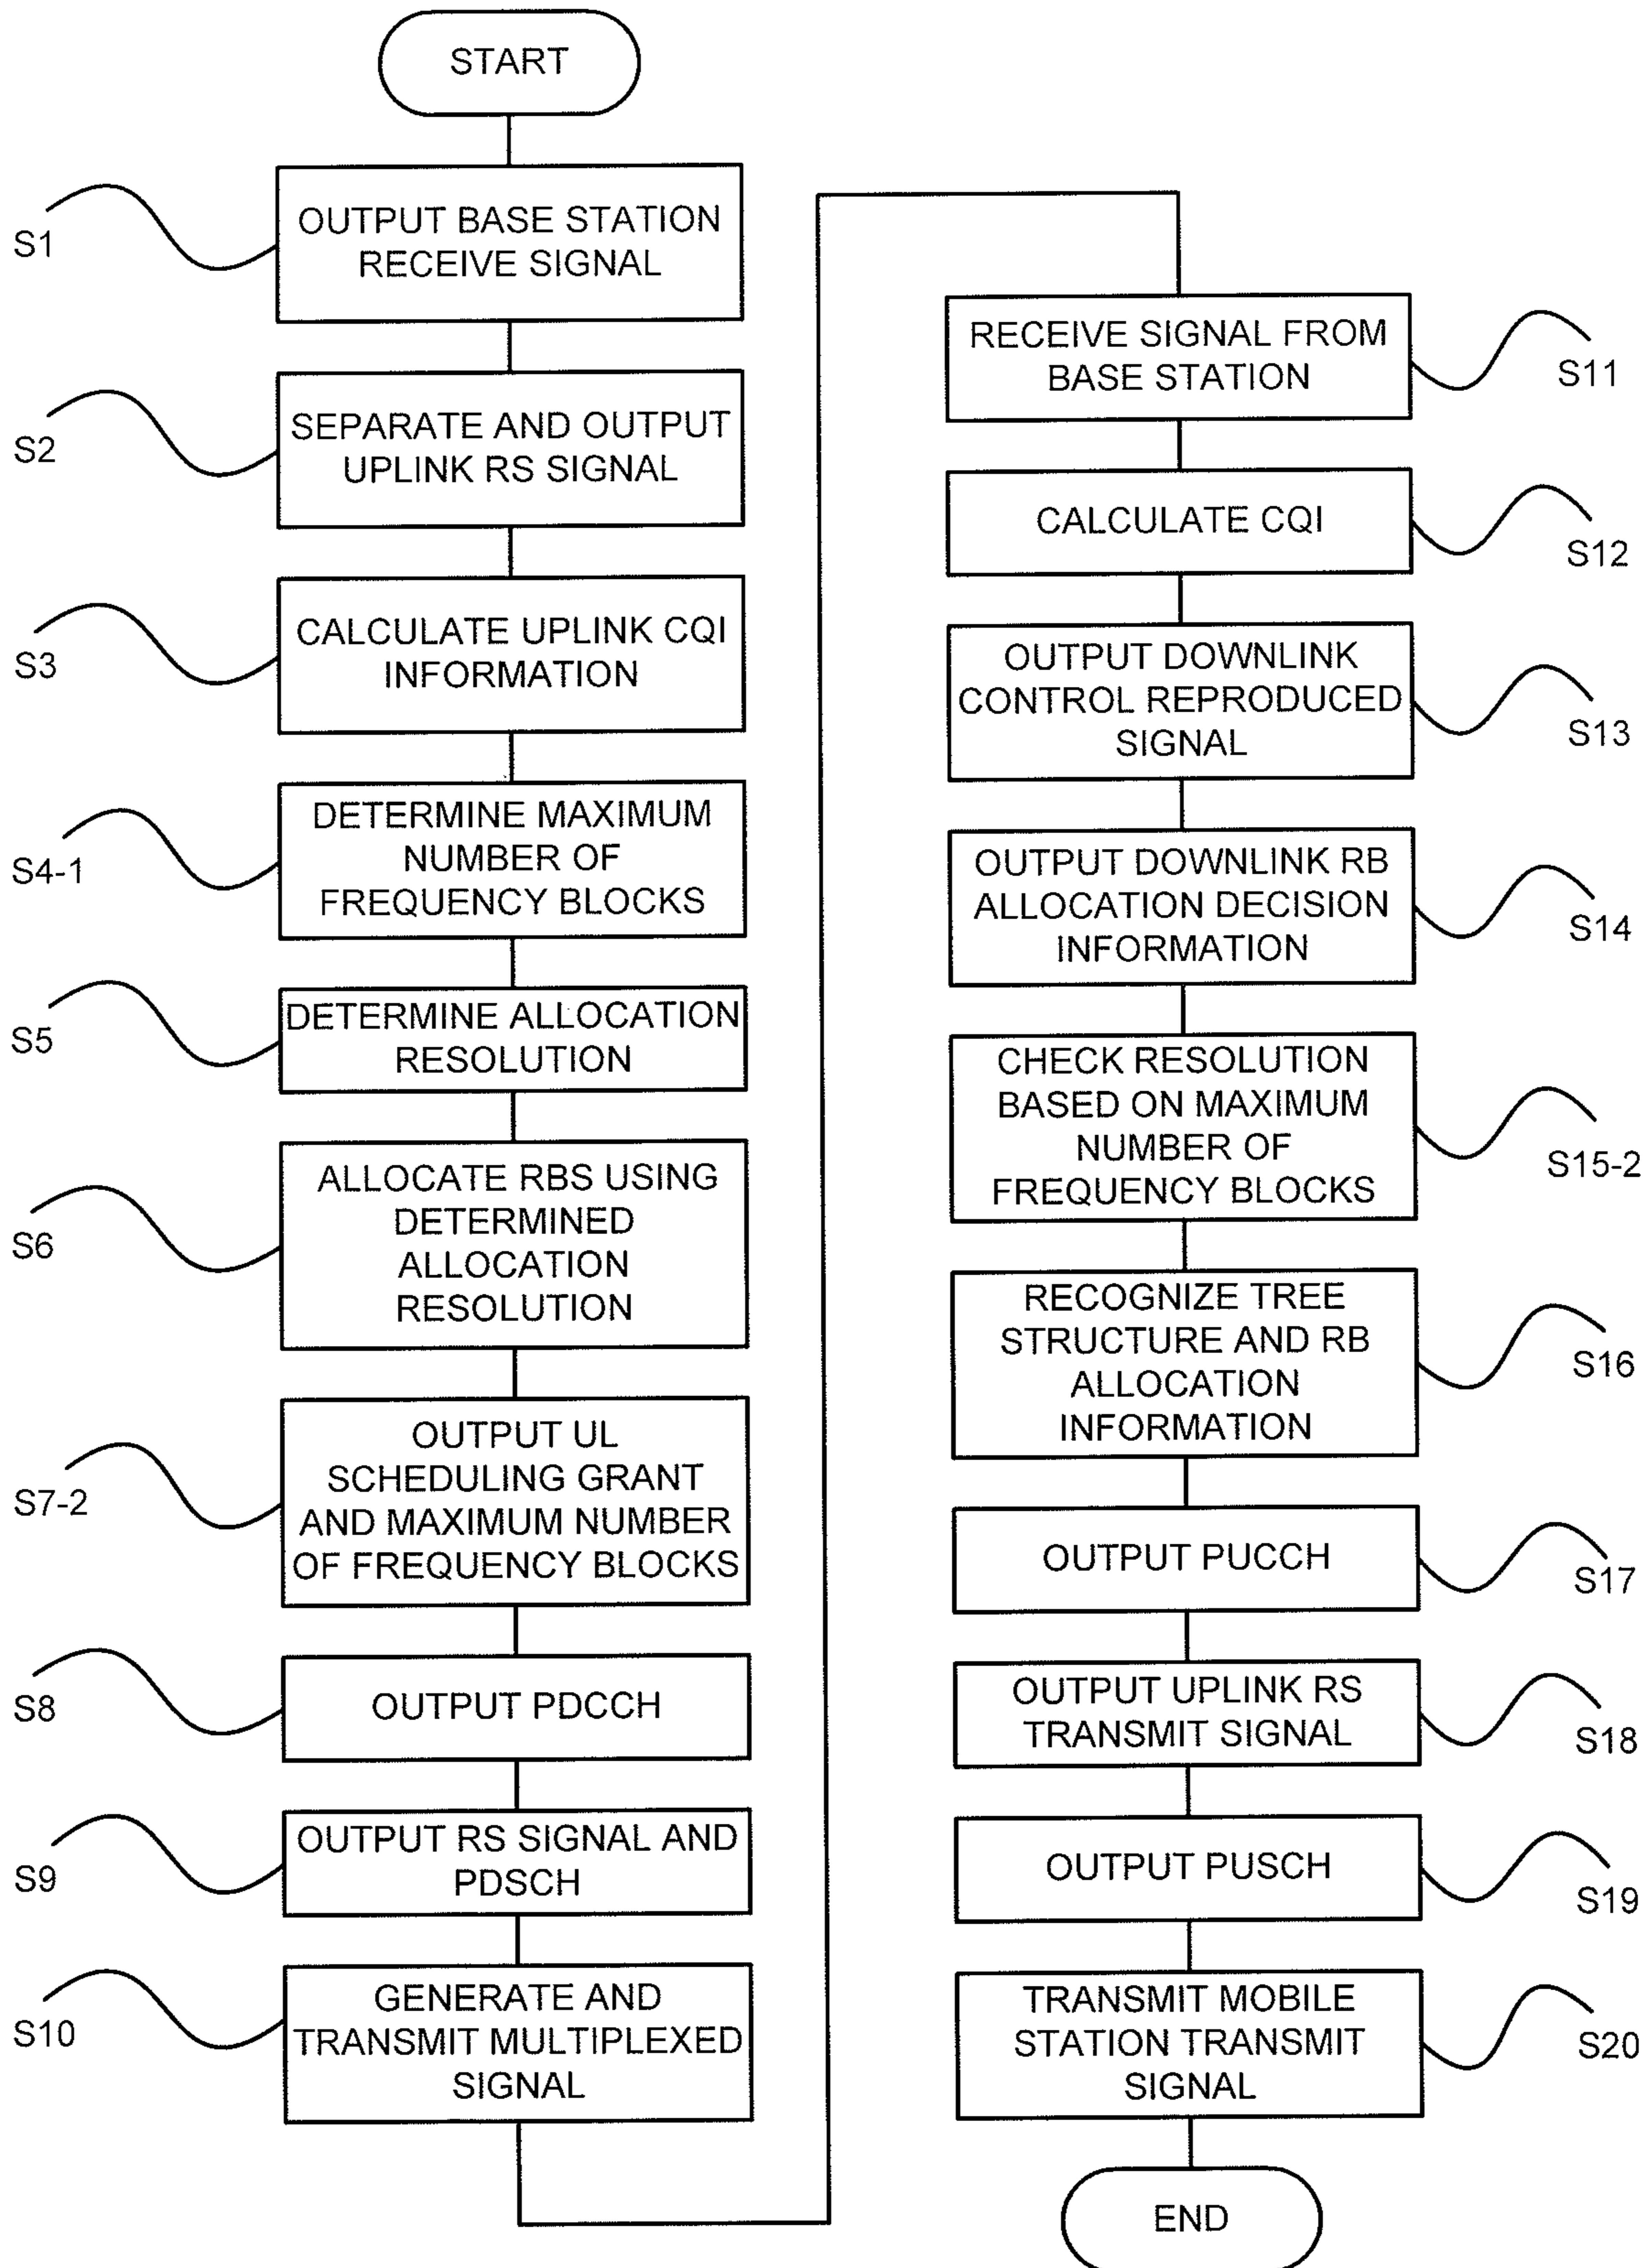 START
S1
OUTPUT BASE STATION
RECEIVE SIGNAL
S2
SEPARATE AND OUTPUT
UPLINK RS SIGNAL
S3
CALCULATE UPLINK CQI
INFORMATION
S4-1
DETERMINE MAXIMUM
NUMBER OF
FREQUENCY BLOCKS
S5
DETERMINE ALLOCATION
RESOLUTION
S6
ALLOCATE RBS USING
DETERMINED
ALLOCATION
RESOLUTION
S7-2
OUTPUT UL
SCHEDULING GRANT
AND MAXIMUM NUMBER
OF FREQUENCY BLOCKS
S8
OUTPUT PDCCH
S9
OUTPUT RS SIGNAL AND
PDSCH
S10
GENERATE AND
TRANSMIT MULTIPLEXED
SIGNAL
RECEIVE SIGNAL FROM
BASE STATION
S11
CALCULATE CQI
S12
OUTPUT DOWNLINK
CONTROL REPRODUCED
SIGNAL
S13
OUTPUT DOWNLINK RB
ALLOCATION DECISION
INFORMATION
S14
CHECK RESOLUTION
BASED ON MAXIMUM
NUMBER OF
FREQUENCY BLOCKS
S15-2
RECOGNIZE TREE
STRUCTURE AND RB
ALLOCATION
INFORMATION
S16
OUTPUT PUCCH
S17
OUTPUT UPLINK RS
TRANSMIT SIGNAL
S18
OUTPUT PUSCH
S19
TRANSMIT MOBILE
STATION TRANSMIT
SIGNAL
S20
END